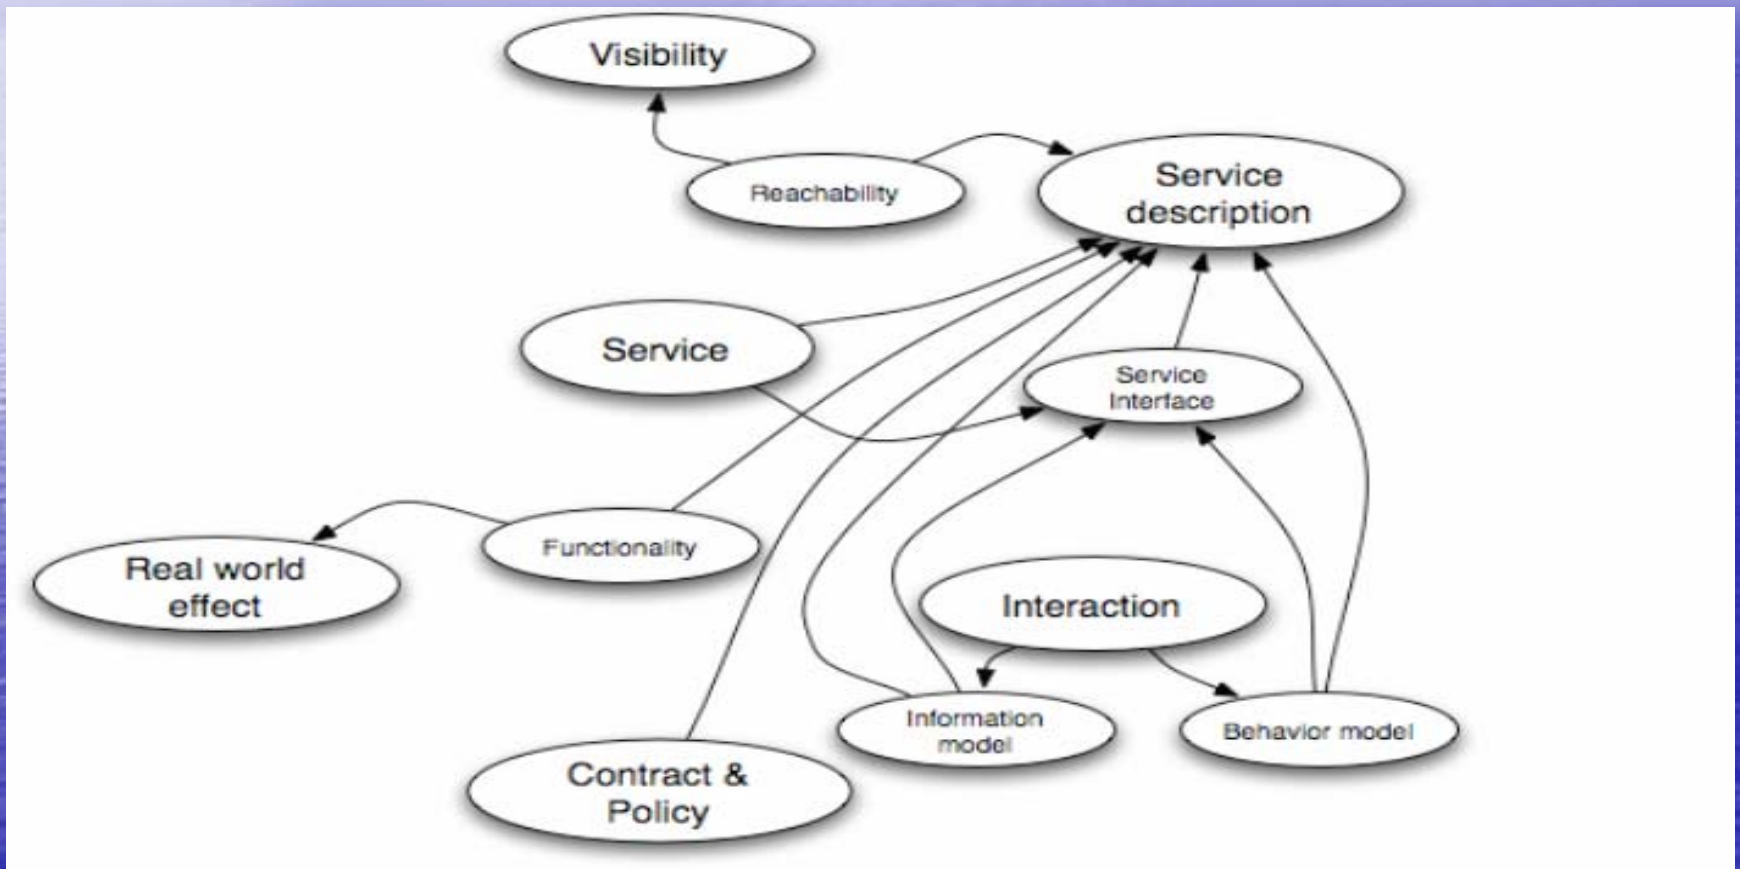 Visibility
Reachability
Service
description
Service
Service
Interface
Functionality
Real world
effect
Interaction
Information
model
Behavior model
Contract &
Policy